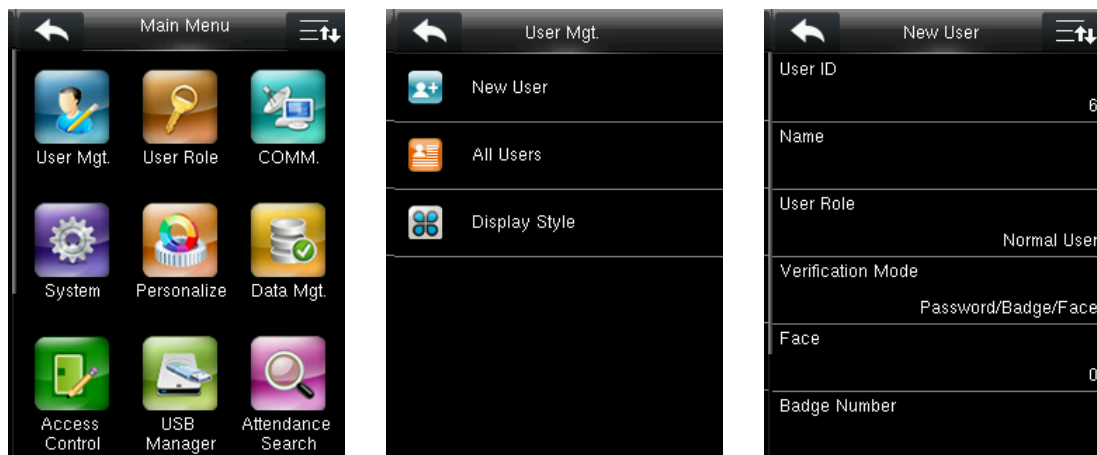 Main Menu
User Mgt.
User Role
COMM.
System
Personalize
Data Mgt.
Access
Control
USB
Manager
Attendance
Search
User Mgt.
New User
All Users
Display Style
New User
User ID
6
Name
User Role
Normal User
Verification Mode
Password/Badge/Face
Face
0
Badge Number